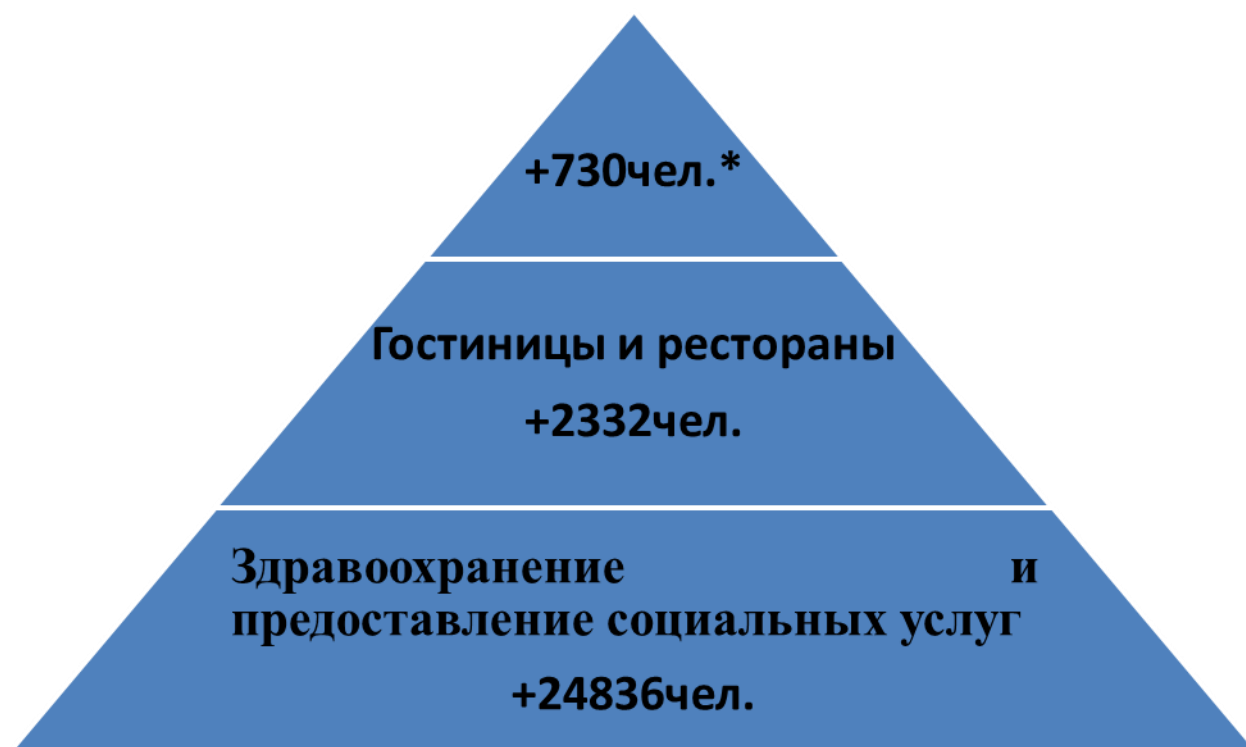 +730чел.*
Гостиницы и рестораны
+2332чел.
Здравоохранение и
предоставление социальных услуг
+24836чел.